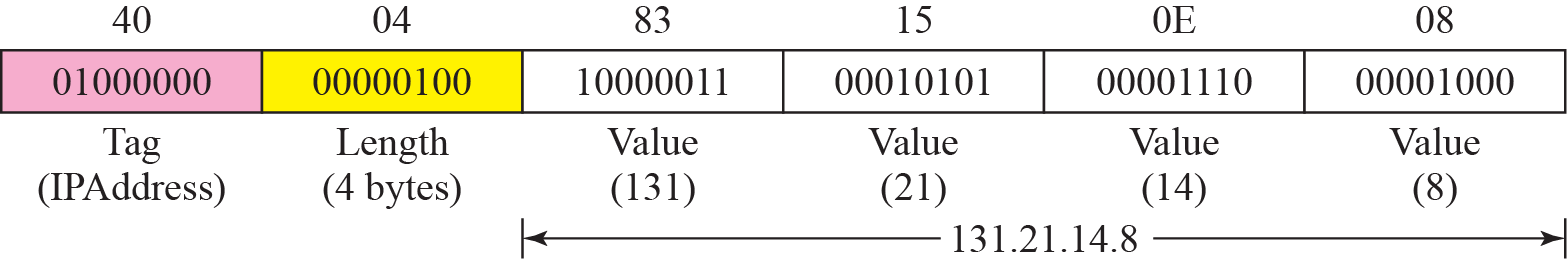 40 04 83 15 0E 08
01000000 00000100 10000011 00010101 00001110 00001000
Tag Length Value Value Value Value
(IPAddress) (4 bytes) (131) (21) (14) (8)
131.21.14.8